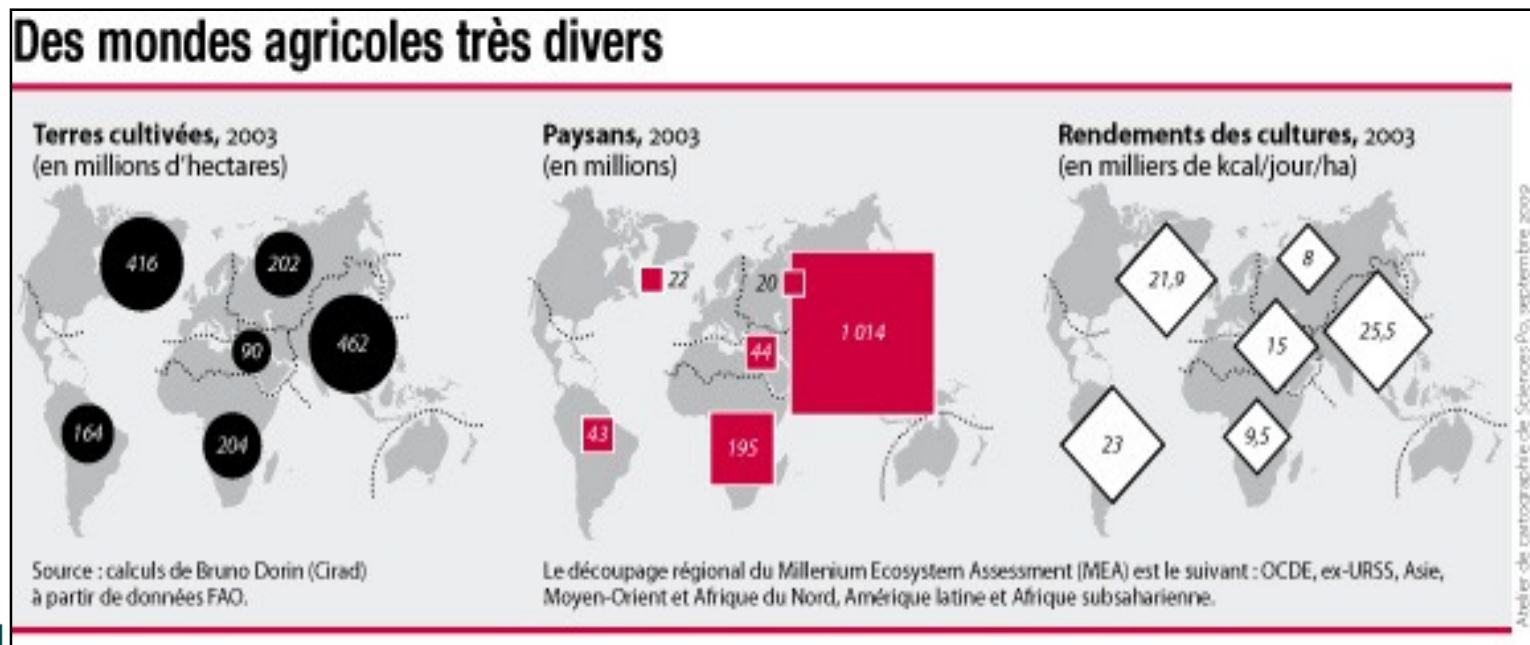 Des mondes agricoles très divers
Terres cultivées, 2003
(en millions d'hectares)
416
202
90
462
164
204
Source : calculs de Bruno Dorin (Cirad)
à partir de données FAO.
Paysans, 2003
(en millions)
22
20
1 014
44
43
195
Le découpage régional du Millenium Ecosystem Assessment (MEA) est le suivant : OCDE, ex-URSS, Asie,
Moyen-Orient et Afrique du Nord, Amérique latine et Afrique subsaharienne.
Rendements des cultures, 2003
(en milliers de kcal/jour/ha)
21,9
8
15
25,5
23
9,5
Atelier de cartographie de Sciences Po, septembre 2009